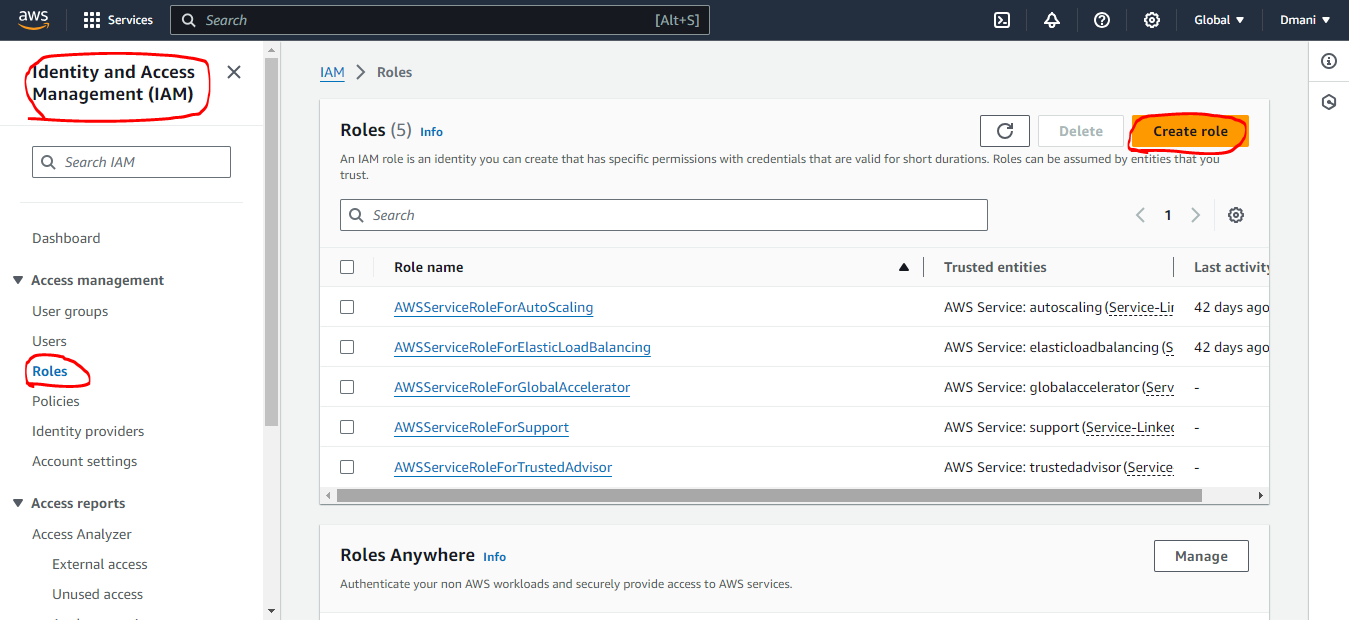 aws
Services
Search
[Alt+S]
Global
Dmani
Identity and Access
Management (IAM)
Search IAM
Dashboard
Access management
User groups
Users
Roles
Policies
Identity providers
Account settings
Access reports
Access Analyzer
External access
Unused access
IAM
Roles
Roles (5)
Info
Delete
Create role
An IAM role is an identity you can create that has specific permissions with credentials that are valid for short durations. Roles can be assumed by entities that you
trust.
Search
1
Role name
Trusted entities
Last activity
AWSServiceRoleForAutoScaling
AWS Service: autoscaling (Service-Lin
42 days ago
AWSServiceRoleForElasticLoadBalancing
AWS Service: elasticloadbalancing (S
42 days ago
AWSServiceRoleForGlobalAccelerator
AWS Service: globalaccelerator (Serv
-
AWSServiceRoleForSupport
AWS Service: support (Service-Linked
-
AWSServiceRoleForTrustedAdvisor
AWS Service: trustedadvisor (Service
-
Roles Anywhere
Info
Manage
Authenticate your non AWS workloads and securely provide access to AWS services.